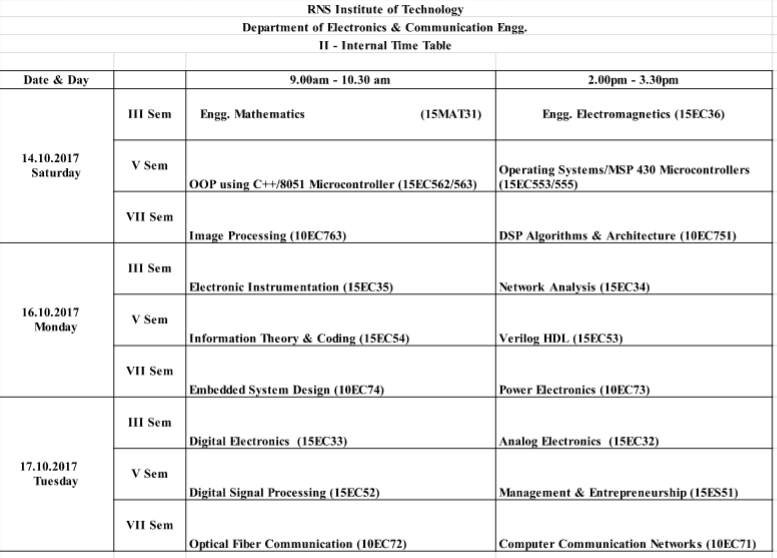 RNS Institute of Technology
Department of Electronics & Communication Engg.
II - Internal Time Table
Date & Day 9.00am - 10.30 am 2.00pm - 3.30pm
14.10.2017
Saturday
III Sem Engg. Mathematics (15MAT31) Engg. Electromagnetics (15EC36)
V Sem OOP using C++/8051 Microcontroller (15EC562/563) Operating Systems/MSP 430 Microcontrollers
(15EC553/555)
VII Sem Image Processing (10EC763) DSP Algorithms & Architecture (10EC751)
16.10.2017
Monday
III Sem Electronic Instrumentation (15EC35) Network Analysis (15EC34)
V Sem Information Theory & Coding (15EC54) Verilog HDL (15EC53)
VII Sem Embedded System Design (10EC74) Power Electronics (10EC73)
17.10.2017
Tuesday
III Sem Digital Electronics (15EC33) Analog Electronics (15EC32)
V Sem Digital Signal Processing (15EC52) Management & Entrepreneurship (15ES51)
VII Sem Optical Fiber Communication (10EC72) Computer Communication Networks (10EC71)